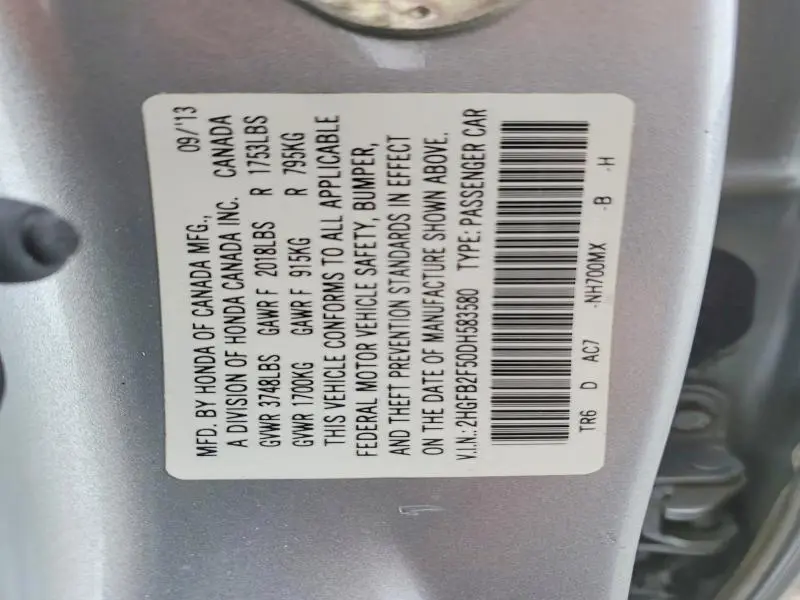 MFD. BY HONDA OF CANADA MFG., 09/'13
A DIVISION OF HONDA CANADA INC. CANADA
GVWR 3748LBS GAWR F 2018LBS R 1753LBS
GVWR 1700KG GAWR F 915KG R 795KG
THIS VEHICLE CONFORMS TO ALL APPLICABLE
FEDERAL MOTOR VEHICLE SAFETY, BUMPER,
AND THEFT PREVENTION STANDARDS IN EFFECT
ON THE DATE OF MANUFACTURE SHOWN ABOVE.
V.I.N.: 2HGFB2F50DH583580 TYPE: PASSENGER CAR
TR6 D AC7 -NH700MX -B -H